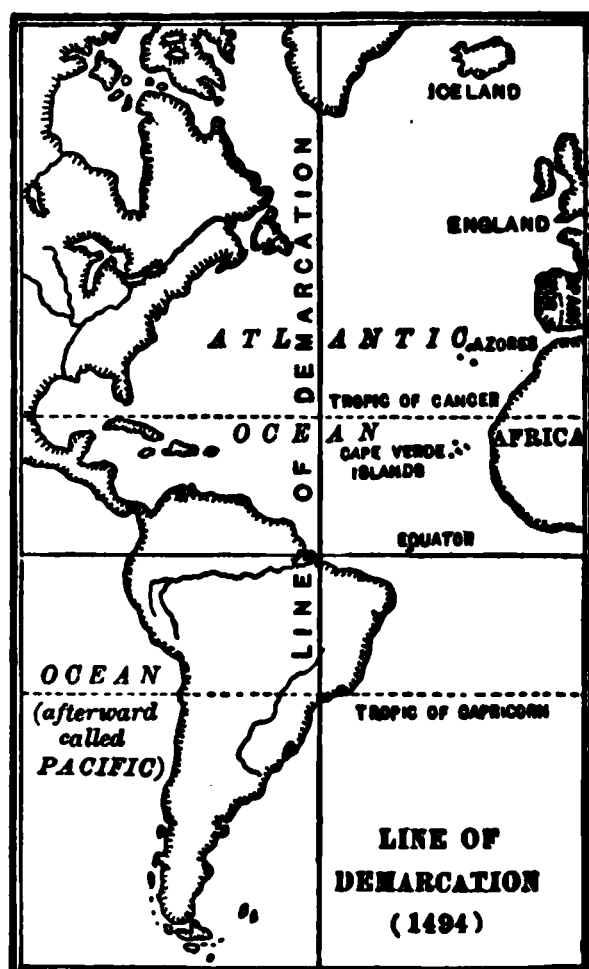 ICELAND
ENGLAND
SPAIN
ATLANTIC
AZORES
TROPIC OF CANCER
OCEAN
AFRICA
CAPE VERDE
ISLANDS
EQUATOR
LINE OF DEMARCATION
OCEAN
(afterward
called
PACIFIC)
TROPIC OF CAPRICORN
LINE OF
DEMARCATION
(1494)